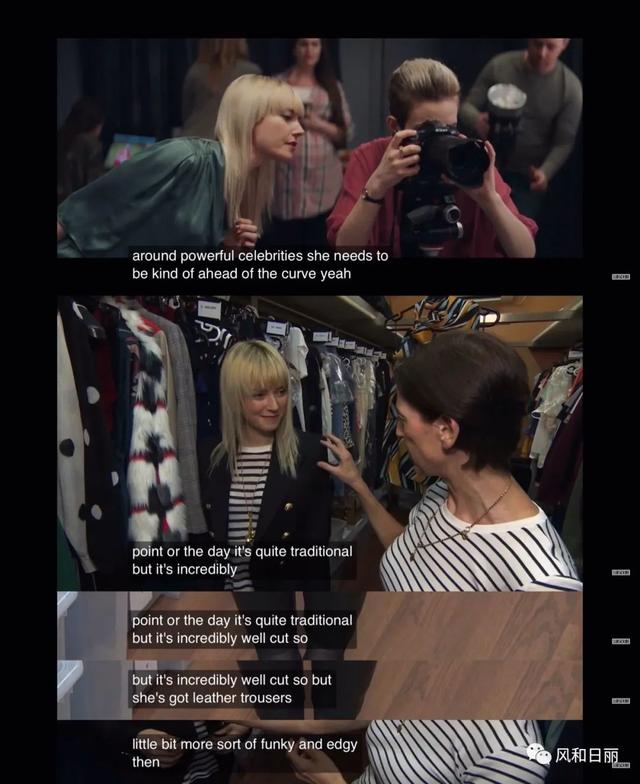 around powerful celebrities she needs to
be kind of ahead of the curve yeah
point or the day it's quite traditional
but it's incredibly
point or the day it's quite traditional
but it's incredibly well cut so
but it's incredibly well cut so but
she's got leather trousers
little bit more sort of funky and edgy
then
风和日丽